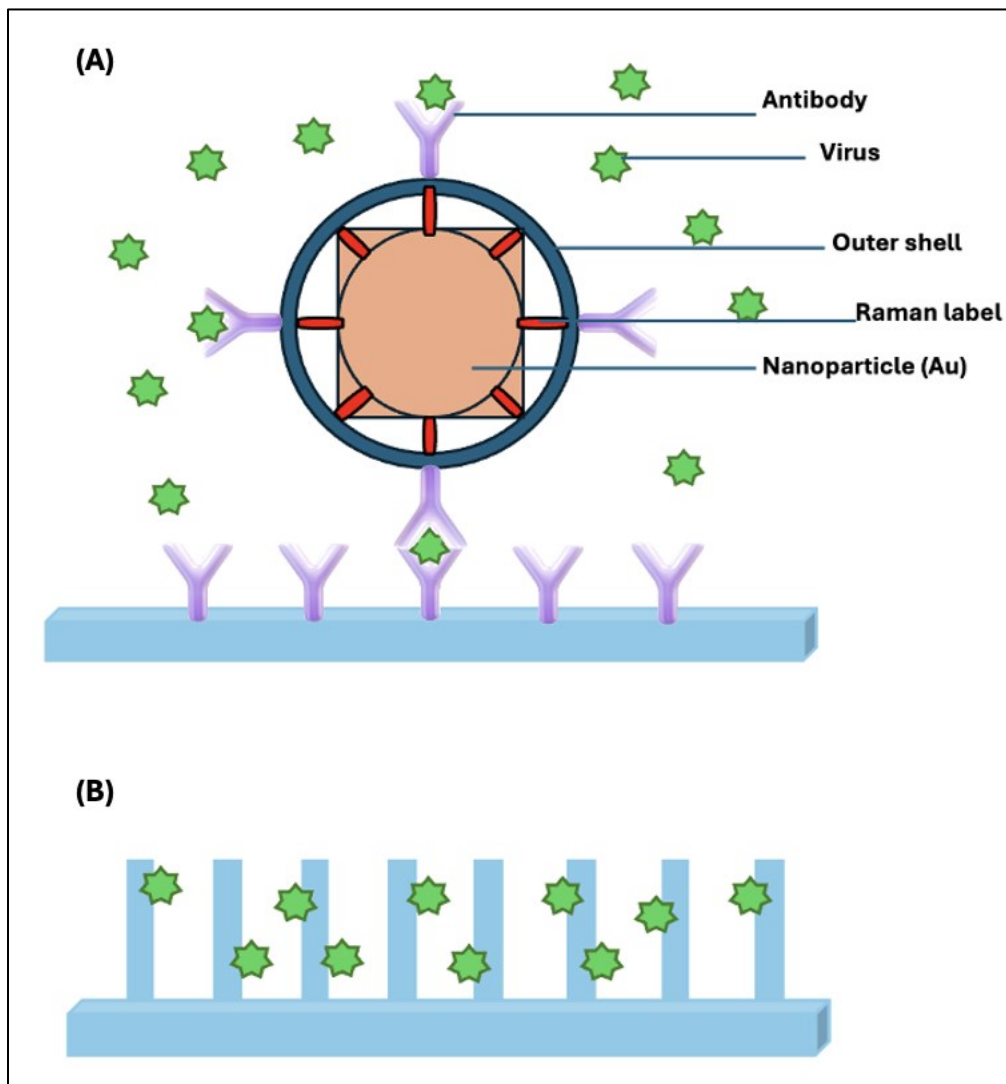 (A)
Antibody
Virus
Outer shell
Raman label
Nanoparticle (Au)
(B)